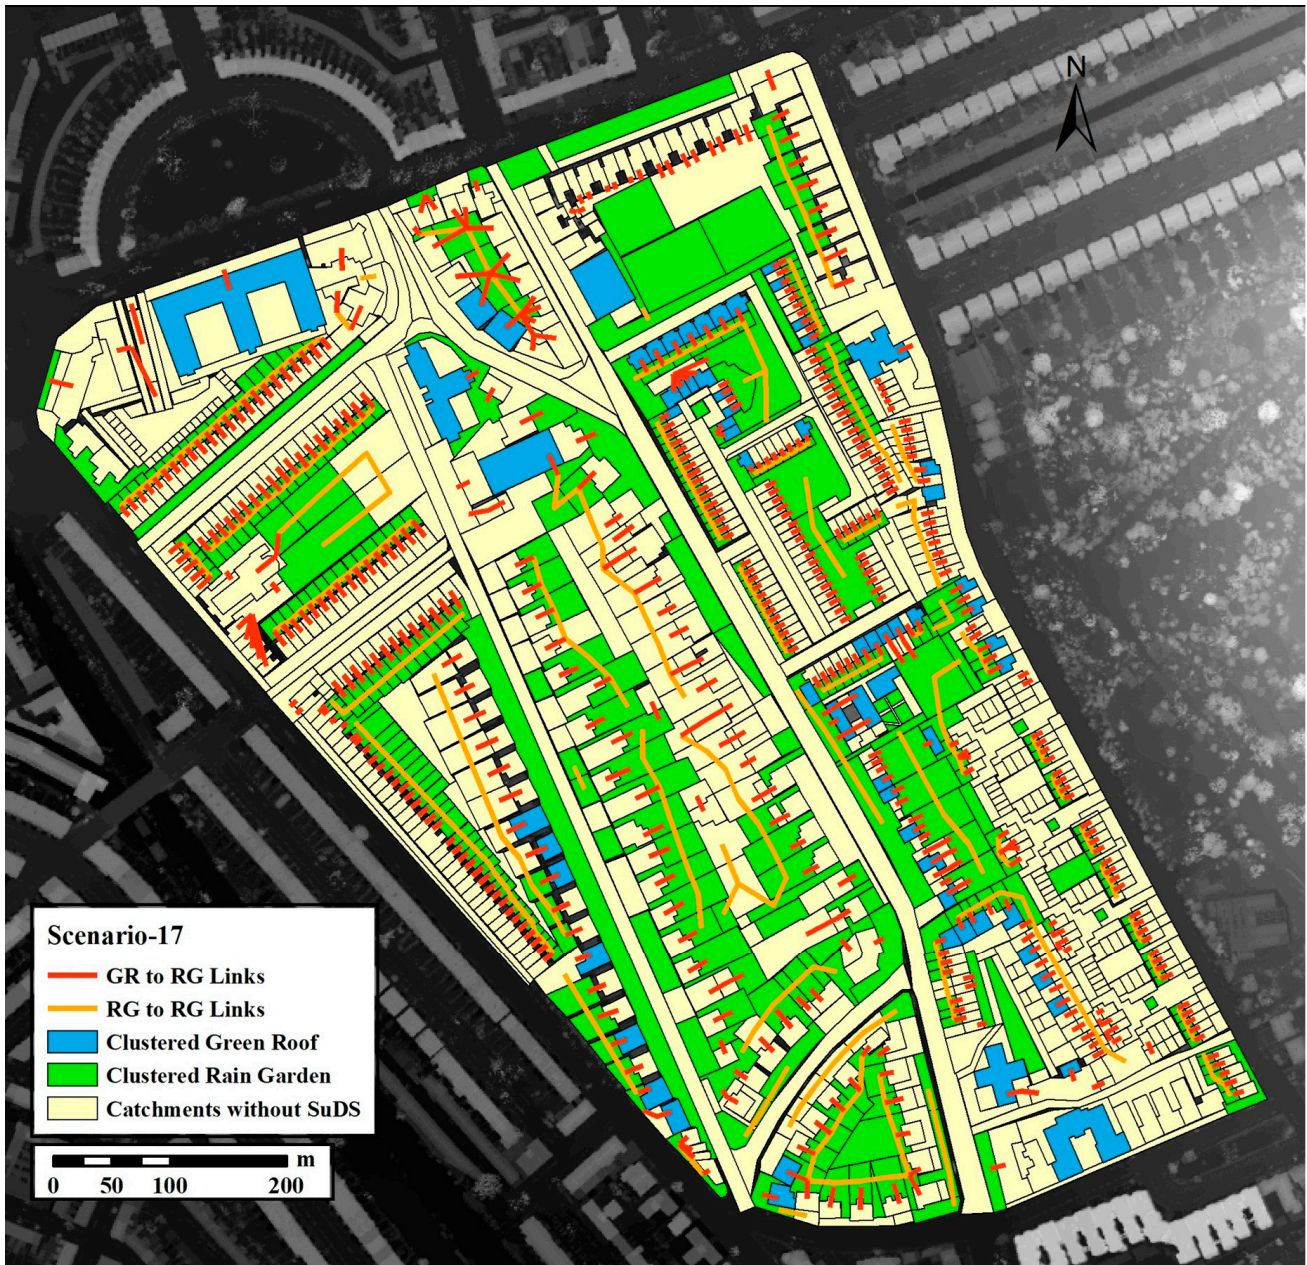 N
Scenario-17
GR to RG Links
RG to RG Links
Clustered Green Roof
Clustered Rain Garden
Catchments without SuDS
m
0 50 100 200